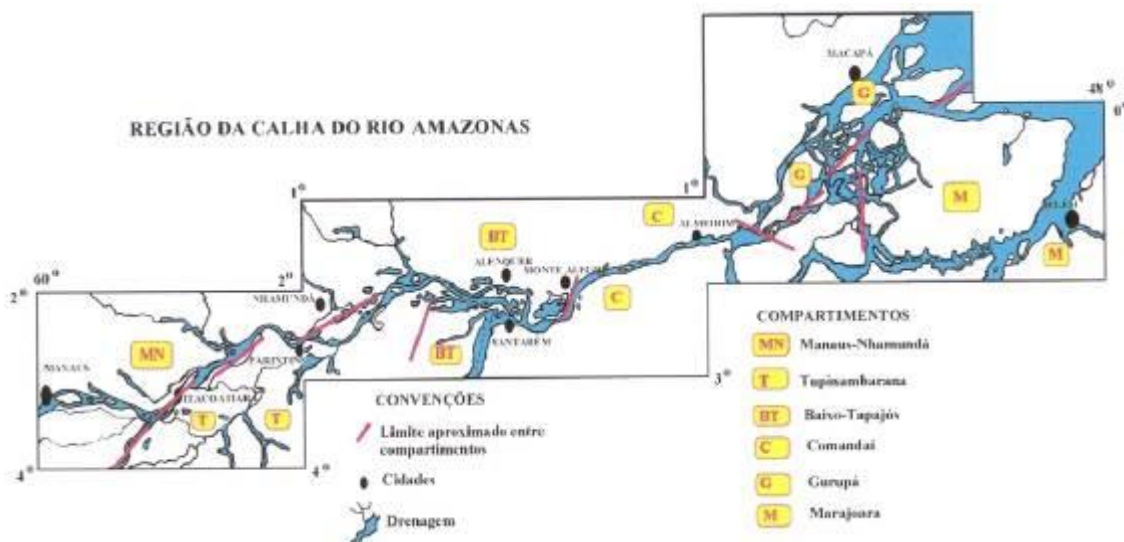 MACAPÁ
G
48°
0°
REGIÃO DA CALHA DO RIO AMAZONAS
1°
1°
G
M
BELÉM
C
ALMEIRIM
BT
ALENQUER
MONTE ALEGRE
M
60
2°
2°
NHAMUNDÁ
C
SANTARÉM
BT
MN
PARINTINS
MANAUS
3°
ITACOATIARA
T
T
4°
4°
CONVENÇÕES
Limite aproximado entre
compartimentos
Cidades
Drenagem
COMPARTIMENTOS
MN Manaus-Nhamundá
T Tupinambarana
BT Baixo-Tapajós
C Comandaí
G Gurupá
M Marajoara